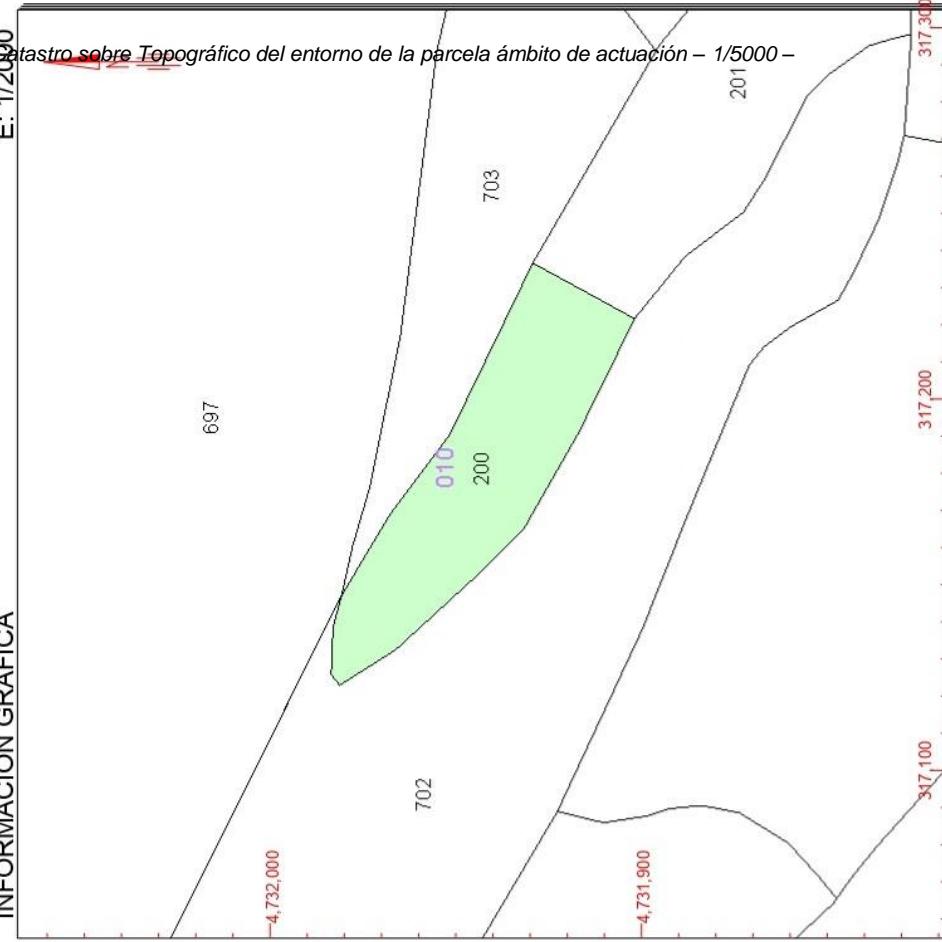 atastro sobre Topográfico del entorno de la parcela ámbito de actuación – 1/5000 –
INFORMACIÓN GRÁFICA
E: 1/2000
N
697
703
201
010
200
702
317,300
317,200
317,100
4,732,000
4,731,900